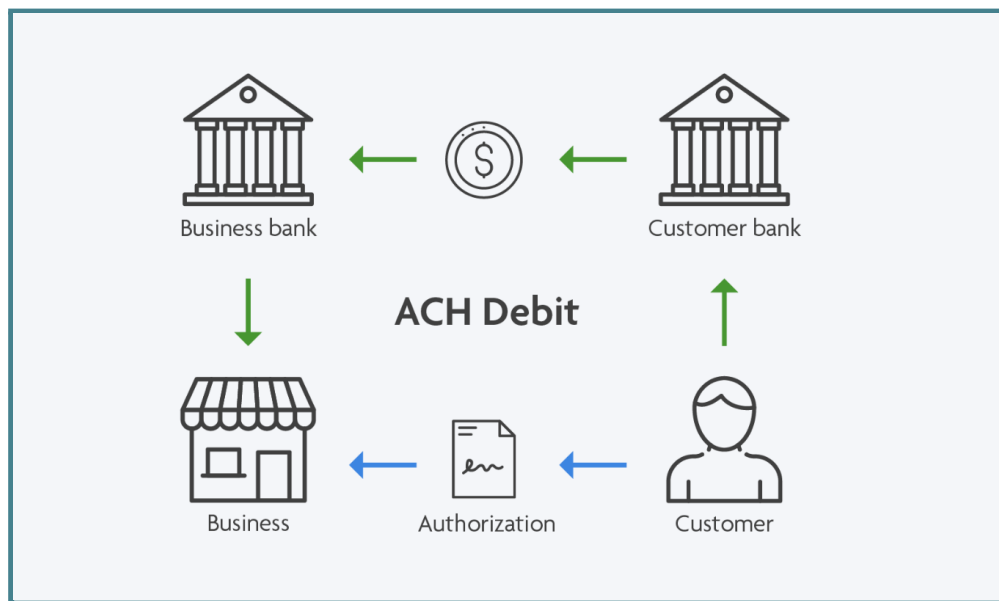 $
Business bank
Customer bank
ACH Debit
Business
Authorization
Customer